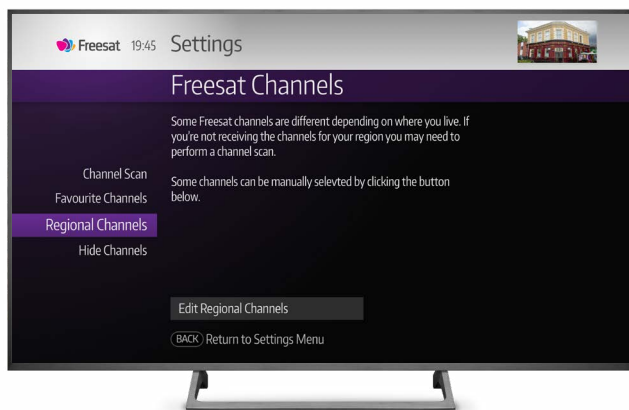 Freesat 19:45 Settings
Freesat Channels
Some Freesat channels are different depending on where you live. If
you're not receiving the channels for your region you may need to
perform a channel scan.
Some channels can be manually selevted by clicking the button
below.
Channel Scan
Favourite Channels
Regional Channels
Hide Channels
Edit Regional Channels
BACK Return to Settings Menu